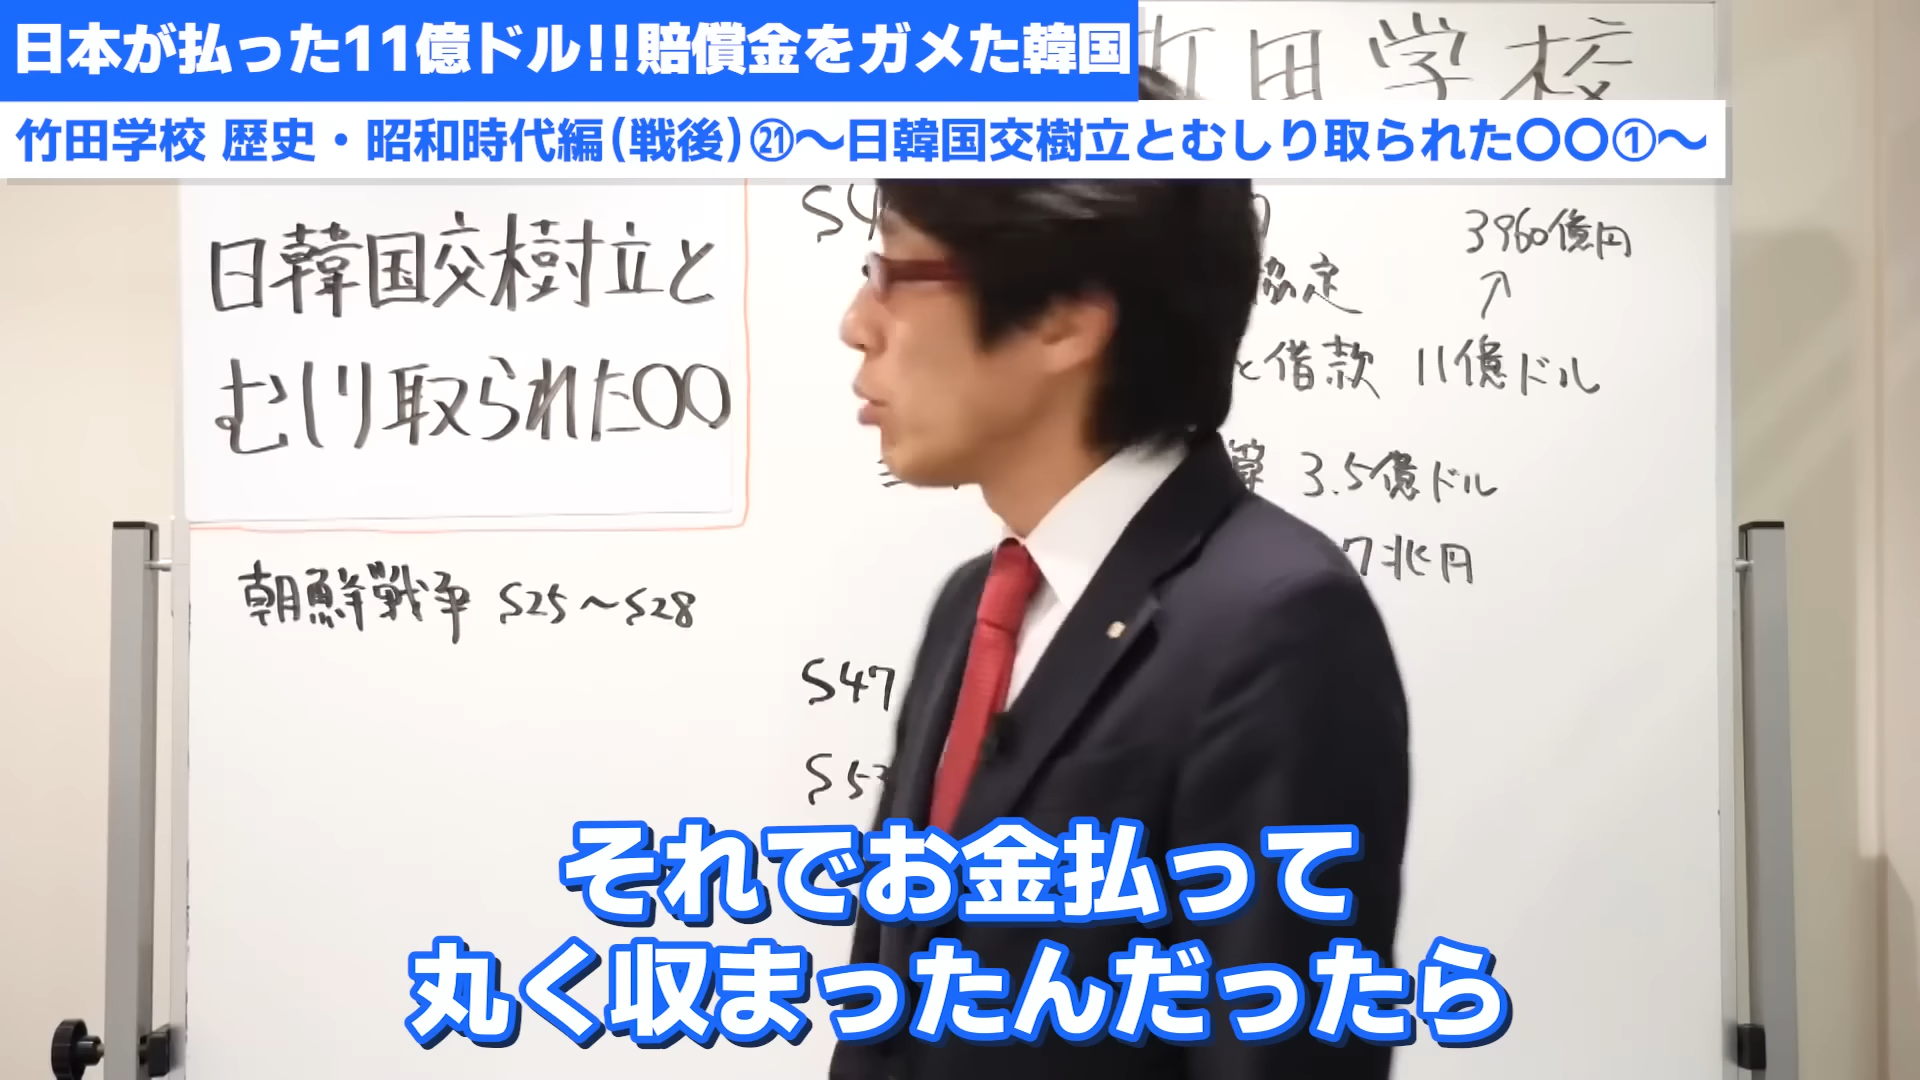 日本が払った11億ドル!!賠償金をガメた韓国
竹田学校 歴史・昭和時代編(戦後)㉑〜日韓国交樹立とむしり取られた〇〇①〜
田学校
日韓国交樹立と
むしり取られた〇〇
朝鮮戦争 S25〜S28
S4
3960億円
↑
協定
と借款 11億ドル
算 3.5億ドル
7兆円
S47
S5
それでお金払って
丸く収まったんだったら